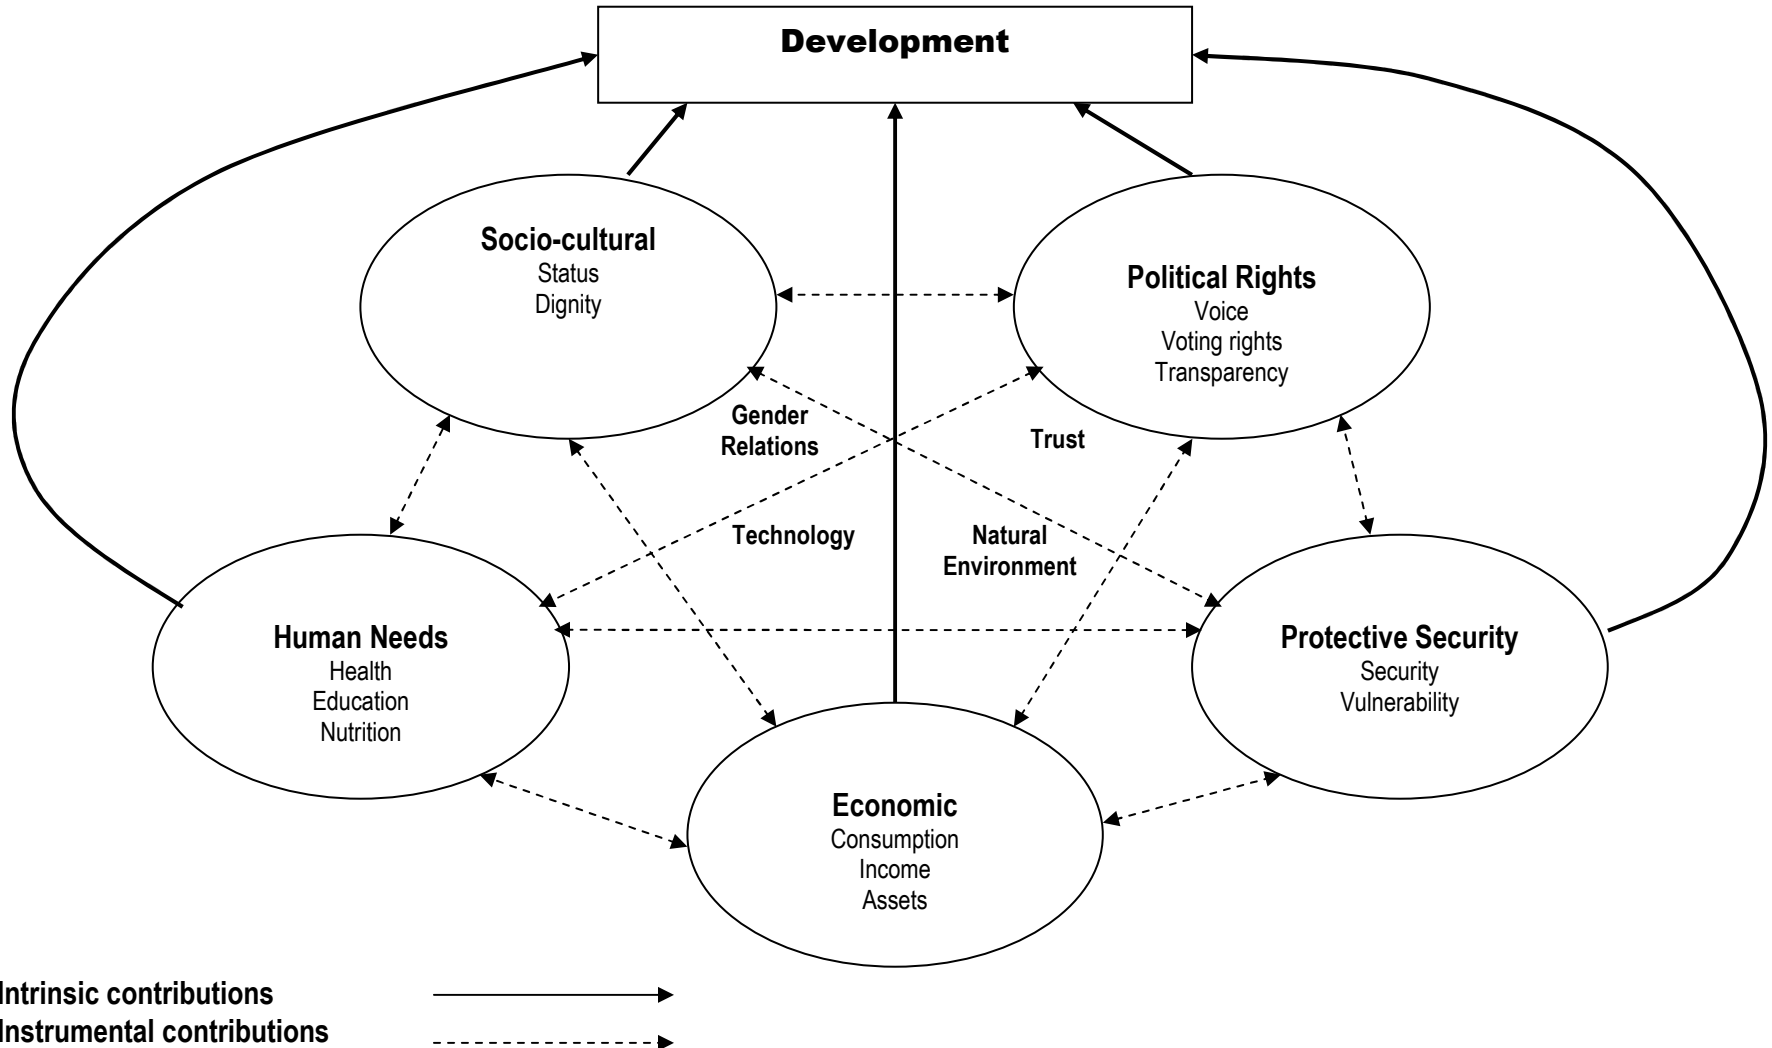 Development
Socio-cultural
Status
Dignity
Political Rights
Voice
Voting rights
Transparency
Gender
Relations
Trust
Technology
Natural
Environment
Human Needs
Health
Education
Nutrition
Protective Security
Security
Vulnerability
Economic
Consumption
Income
Assets
Intrinsic contributions
Instrumental contributions